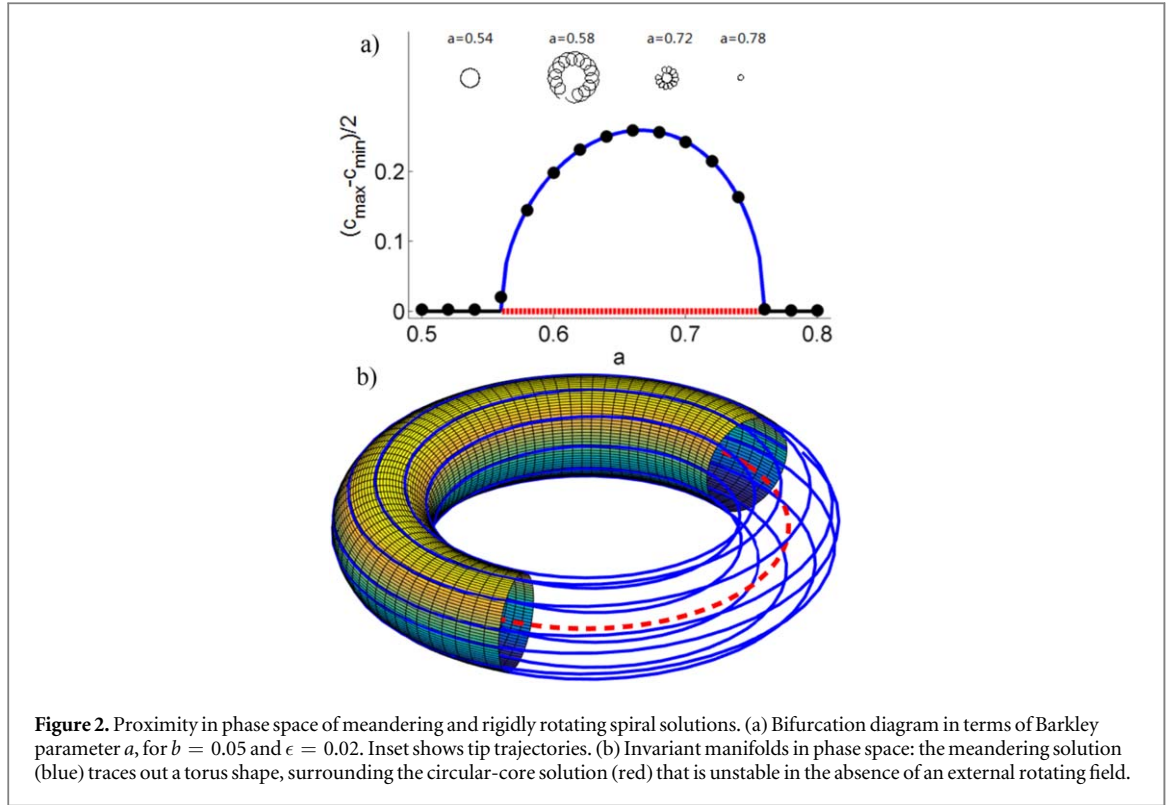 a)
a=0.54 a=0.58 a=0.72 a=0.78
(c_max-c_min)/2
0.2
0.1
0
0.5 0.6 0.7 0.8
a
b)
Figure 2. Proximity in phase space of meandering and rigidly rotating spiral solutions. (a) Bifurcation diagram in terms of Barkley
parameter a, for b = 0.05 and ϵ = 0.02. Inset shows tip trajectories. (b) Invariant manifolds in phase space: the meandering solution
(blue) traces out a torus shape, surrounding the circular-core solution (red) that is unstable in the absence of an external rotating field.